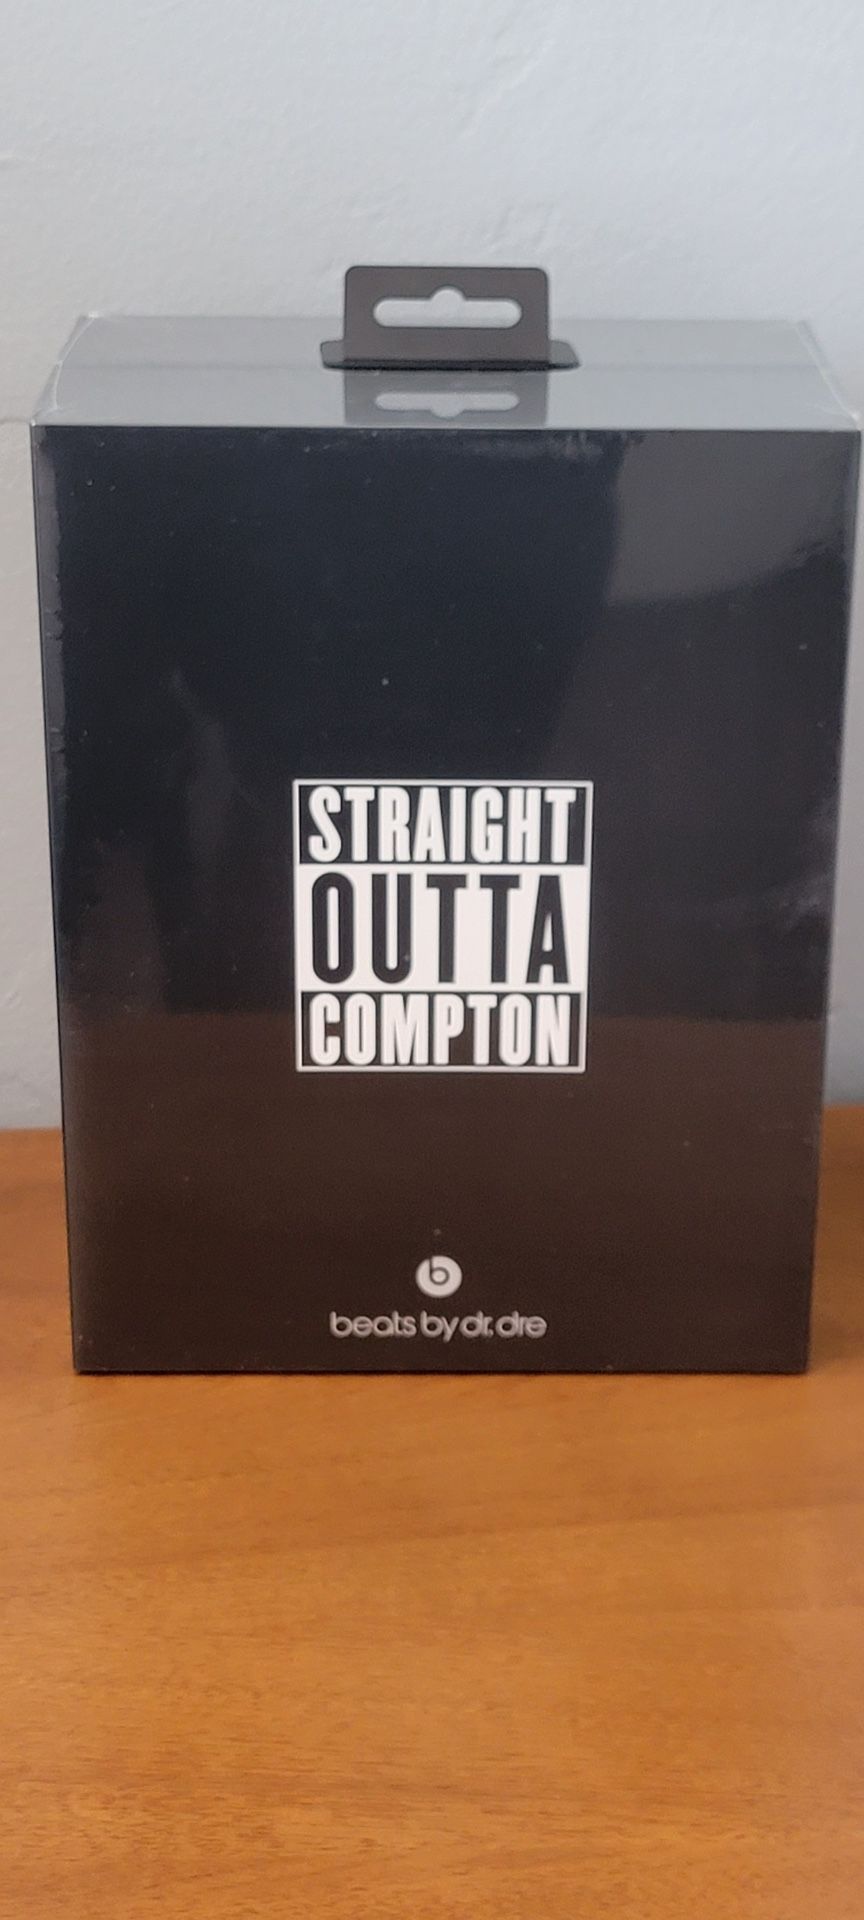 STRAIGHT
OUTTA
COMPTON
b
beats by dr. dre